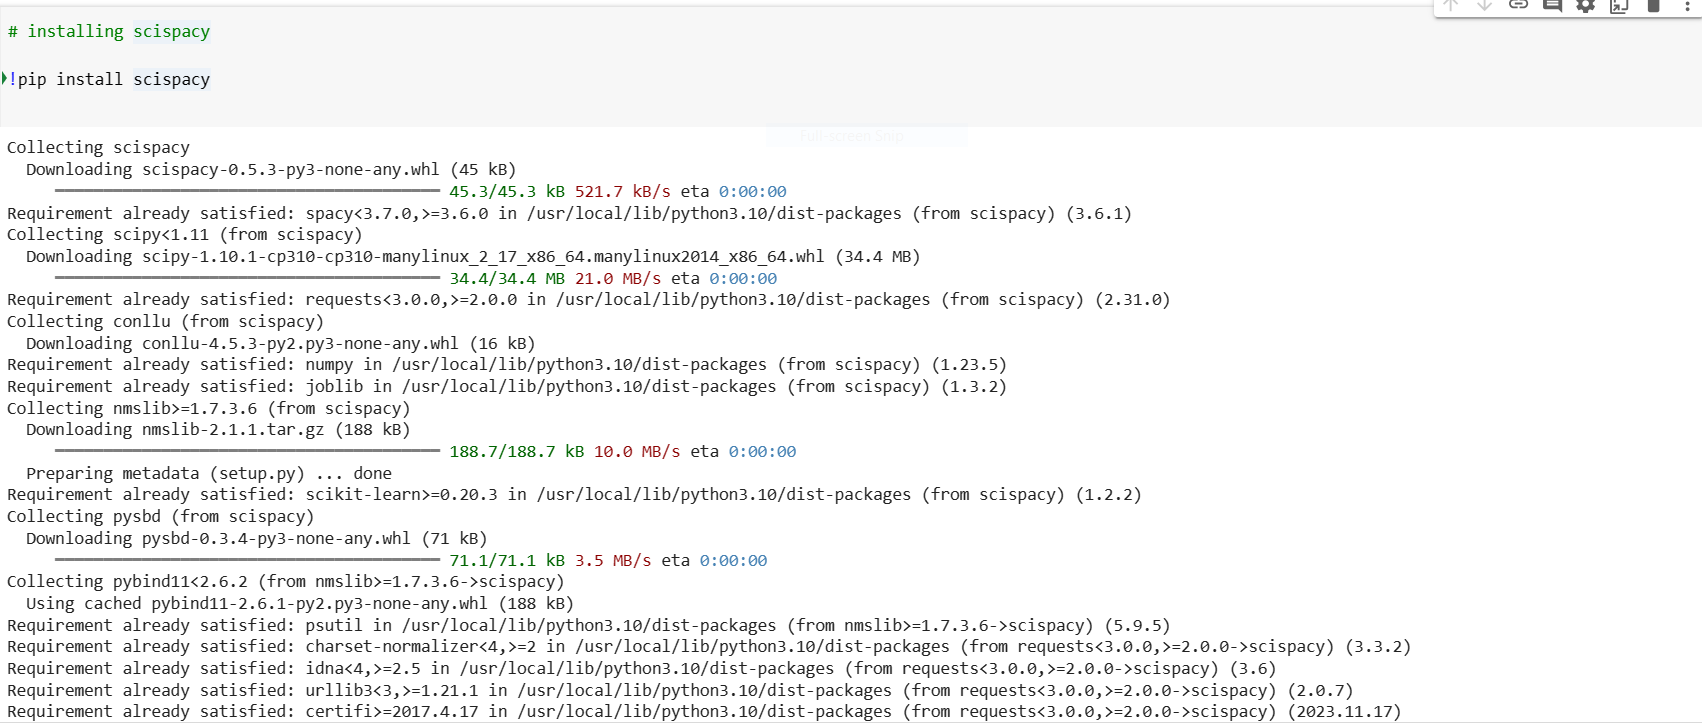 # installing scispacy
!pip install scispacy
Full-screen Snip
Collecting scispacy
Downloading scispacy-0.5.3-py3-none-any.whl (45 kB)
45.3/45.3 kB 521.7 kB/s eta 0:00:00
Requirement already satisfied: spacy<3.7.0,>=3.6.0 in /usr/local/lib/python3.10/dist-packages (from scispacy) (3.6.1)
Collecting scipy<1.11 (from scispacy)
Downloading scipy-1.10.1-cp310-cp310-manylinux_2_17_x86_64.manylinux2014_x86_64.whl (34.4 MB)
34.4/34.4 MB 21.0 MB/s eta 0:00:00
Requirement already satisfied: requests<3.0.0,>=2.0.0 in /usr/local/lib/python3.10/dist-packages (from scispacy) (2.31.0)
Collecting conllu (from scispacy)
Downloading conllu-4.5.3-py2.py3-none-any.whl (16 kB)
Requirement already satisfied: numpy in /usr/local/lib/python3.10/dist-packages (from scispacy) (1.23.5)
Requirement already satisfied: joblib in /usr/local/lib/python3.10/dist-packages (from scispacy) (1.3.2)
Collecting nmslib>=1.7.3.6 (from scispacy)
Downloading nmslib-2.1.1.tar.gz (188 kB)
188.7/188.7 kB 10.0 MB/s eta 0:00:00
Preparing metadata (setup.py) ... done
Requirement already satisfied: scikit-learn>=0.20.3 in /usr/local/lib/python3.10/dist-packages (from scispacy) (1.2.2)
Collecting pysbd (from scispacy)
Downloading pysbd-0.3.4-py3-none-any.whl (71 kB)
71.1/71.1 kB 3.5 MB/s eta 0:00:00
Collecting pybind11<2.6.2 (from nmslib>=1.7.3.6->scispacy)
Using cached pybind11-2.6.1-py2.py3-none-any.whl (188 kB)
Requirement already satisfied: psutil in /usr/local/lib/python3.10/dist-packages (from nmslib>=1.7.3.6->scispacy) (5.9.5)
Requirement already satisfied: charset-normalizer<4,>=2 in /usr/local/lib/python3.10/dist-packages (from requests<3.0.0,>=2.0.0->scispacy) (3.3.2)
Requirement already satisfied: idna<4,>=2.5 in /usr/local/lib/python3.10/dist-packages (from requests<3.0.0,>=2.0.0->scispacy) (3.6)
Requirement already satisfied: urllib3<3,>=1.21.1 in /usr/local/lib/python3.10/dist-packages (from requests<3.0.0,>=2.0.0->scispacy) (2.0.7)
Requirement already satisfied: certifi>=2017.4.17 in /usr/local/lib/python3.10/dist-packages (from requests<3.0.0,>=2.0.0->scispacy) (2023.11.17)